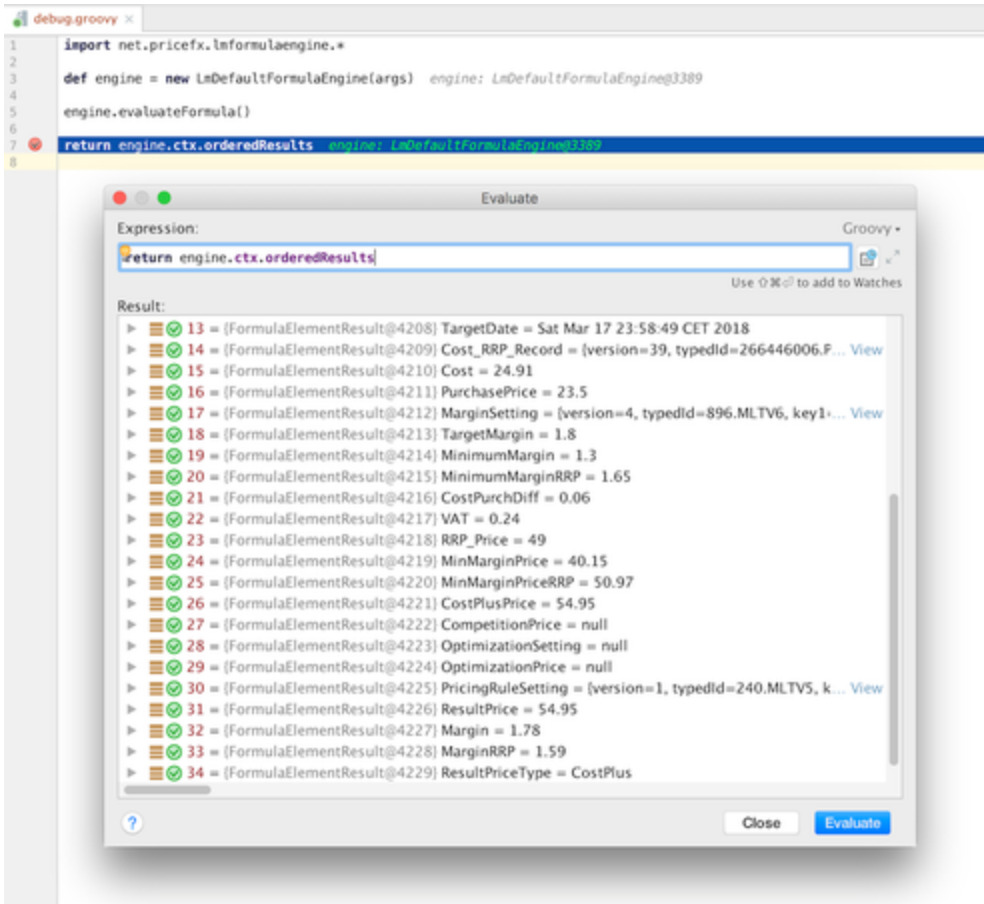 debug.groovy ×
1 import net.pricefx.lmformulaengine.*
2
3 def engine = new LmDefaultFormulaEngine(args) engine: LmDefaultFormulaEngine@3389
4
5 engine.evaluateFormula()
6
7 return engine.ctx.orderedResults engine: LmDefaultFormulaEngine@3389
8
Evaluate
Expression:
Groovy
return engine.ctx.orderedResults
Use ⇧⌘⏎ to add to Watches
Result:
13 = {FormulaElementResult@4208} TargetDate = Sat Mar 17 23:58:49 CET 2018
14 = {FormulaElementResult@4209} Cost_RRP_Record = {version=39, typedId=266446006.P... View
15 = {FormulaElementResult@4210} Cost = 24.91
16 = {FormulaElementResult@4211} PurchasePrice = 23.5
17 = {FormulaElementResult@4212} MarginSetting = {version=4, typedId=896.MLTV6, key1... View
18 = {FormulaElementResult@4213} TargetMargin = 1.8
19 = {FormulaElementResult@4214} MinimumMargin = 1.3
20 = {FormulaElementResult@4215} MinimumMarginRRP = 1.65
21 = {FormulaElementResult@4216} CostPurchDiff = 0.06
22 = {FormulaElementResult@4217} VAT = 0.24
23 = {FormulaElementResult@4218} RRP_Price = 49
24 = {FormulaElementResult@4219} MinMarginPrice = 40.15
25 = {FormulaElementResult@4220} MinMarginPriceRRP = 50.97
26 = {FormulaElementResult@4221} CostPlusPrice = 54.95
27 = {FormulaElementResult@4222} CompetitionPrice = null
28 = {FormulaElementResult@4223} OptimizationSetting = null
29 = {FormulaElementResult@4224} OptimizationPrice = null
30 = {FormulaElementResult@4225} PricingRuleSetting = {version=1, typedId=240.MLTV5, k... View
31 = {FormulaElementResult@4226} ResultPrice = 54.95
32 = {FormulaElementResult@4227} Margin = 1.78
33 = {FormulaElementResult@4228} MarginRRP = 1.59
34 = {FormulaElementResult@4229} ResultPriceType = CostPlus
? Close Evaluate